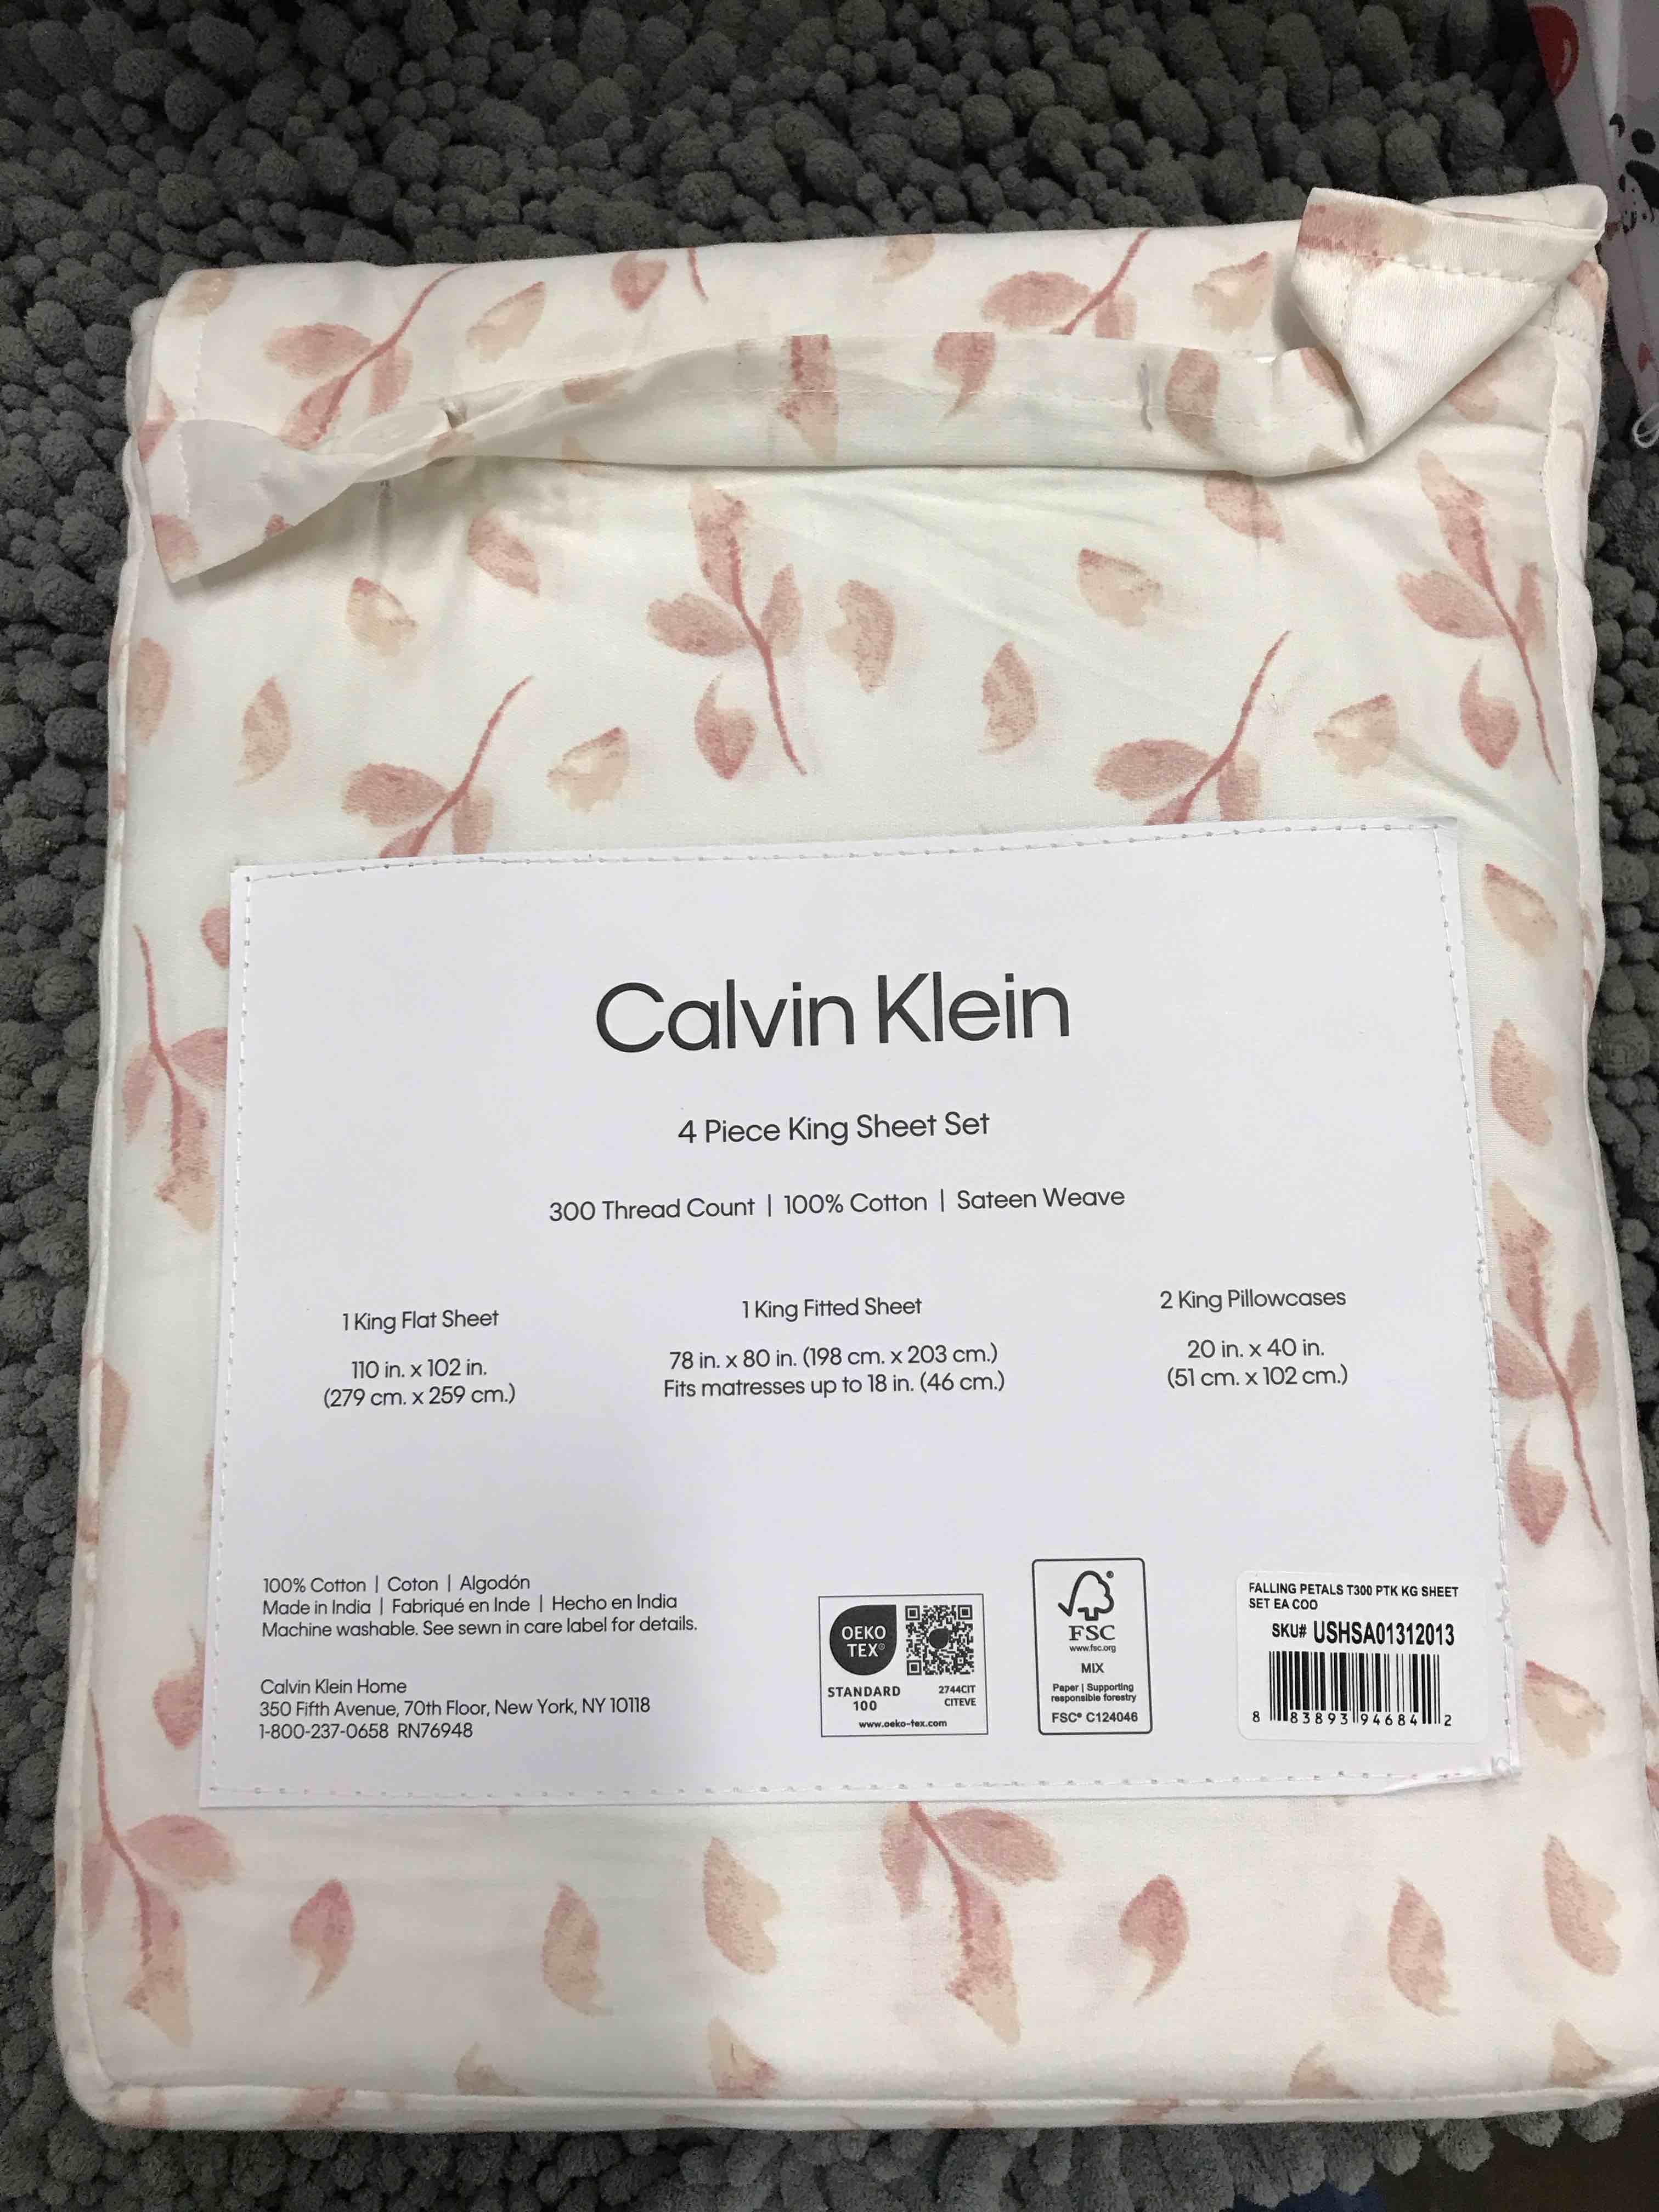 Calvin Klein
4 Piece King Sheet Set
300 Thread Count | 100% Cotton | Sateen Weave
1 King Flat Sheet
110 in. x 102 in.
(279 cm. x 259 cm.)
1 King Fitted Sheet
78 in. x 80 in. (198 cm. x 203 cm.)
Fits matresses up to 18 in. (46 cm.)
2 King Pillowcases
20 in. x 40 in.
(51 cm. x 102 cm.)
100% Cotton | Coton | Algodón
Made in India | Fabriqué en Inde | Hecho en India
Machine washable. See sewn in care label for details.
Calvin Klein Home
350 Fifth Avenue, 70th Floor, New York, NY 10118
1-800-237-0658 RN76948
OEKO
TEX®
STANDARD
100
2744CIT
CITEVE
www.oeko-tex.com
FSC
www.fsc.org
MIX
Paper | Supporting
responsible forestry
FSC® C124046
FALLING PETALS T300 PTK KG SHEET
SET EA COO
SKU# USHSA01312013
8 83893 94684 2